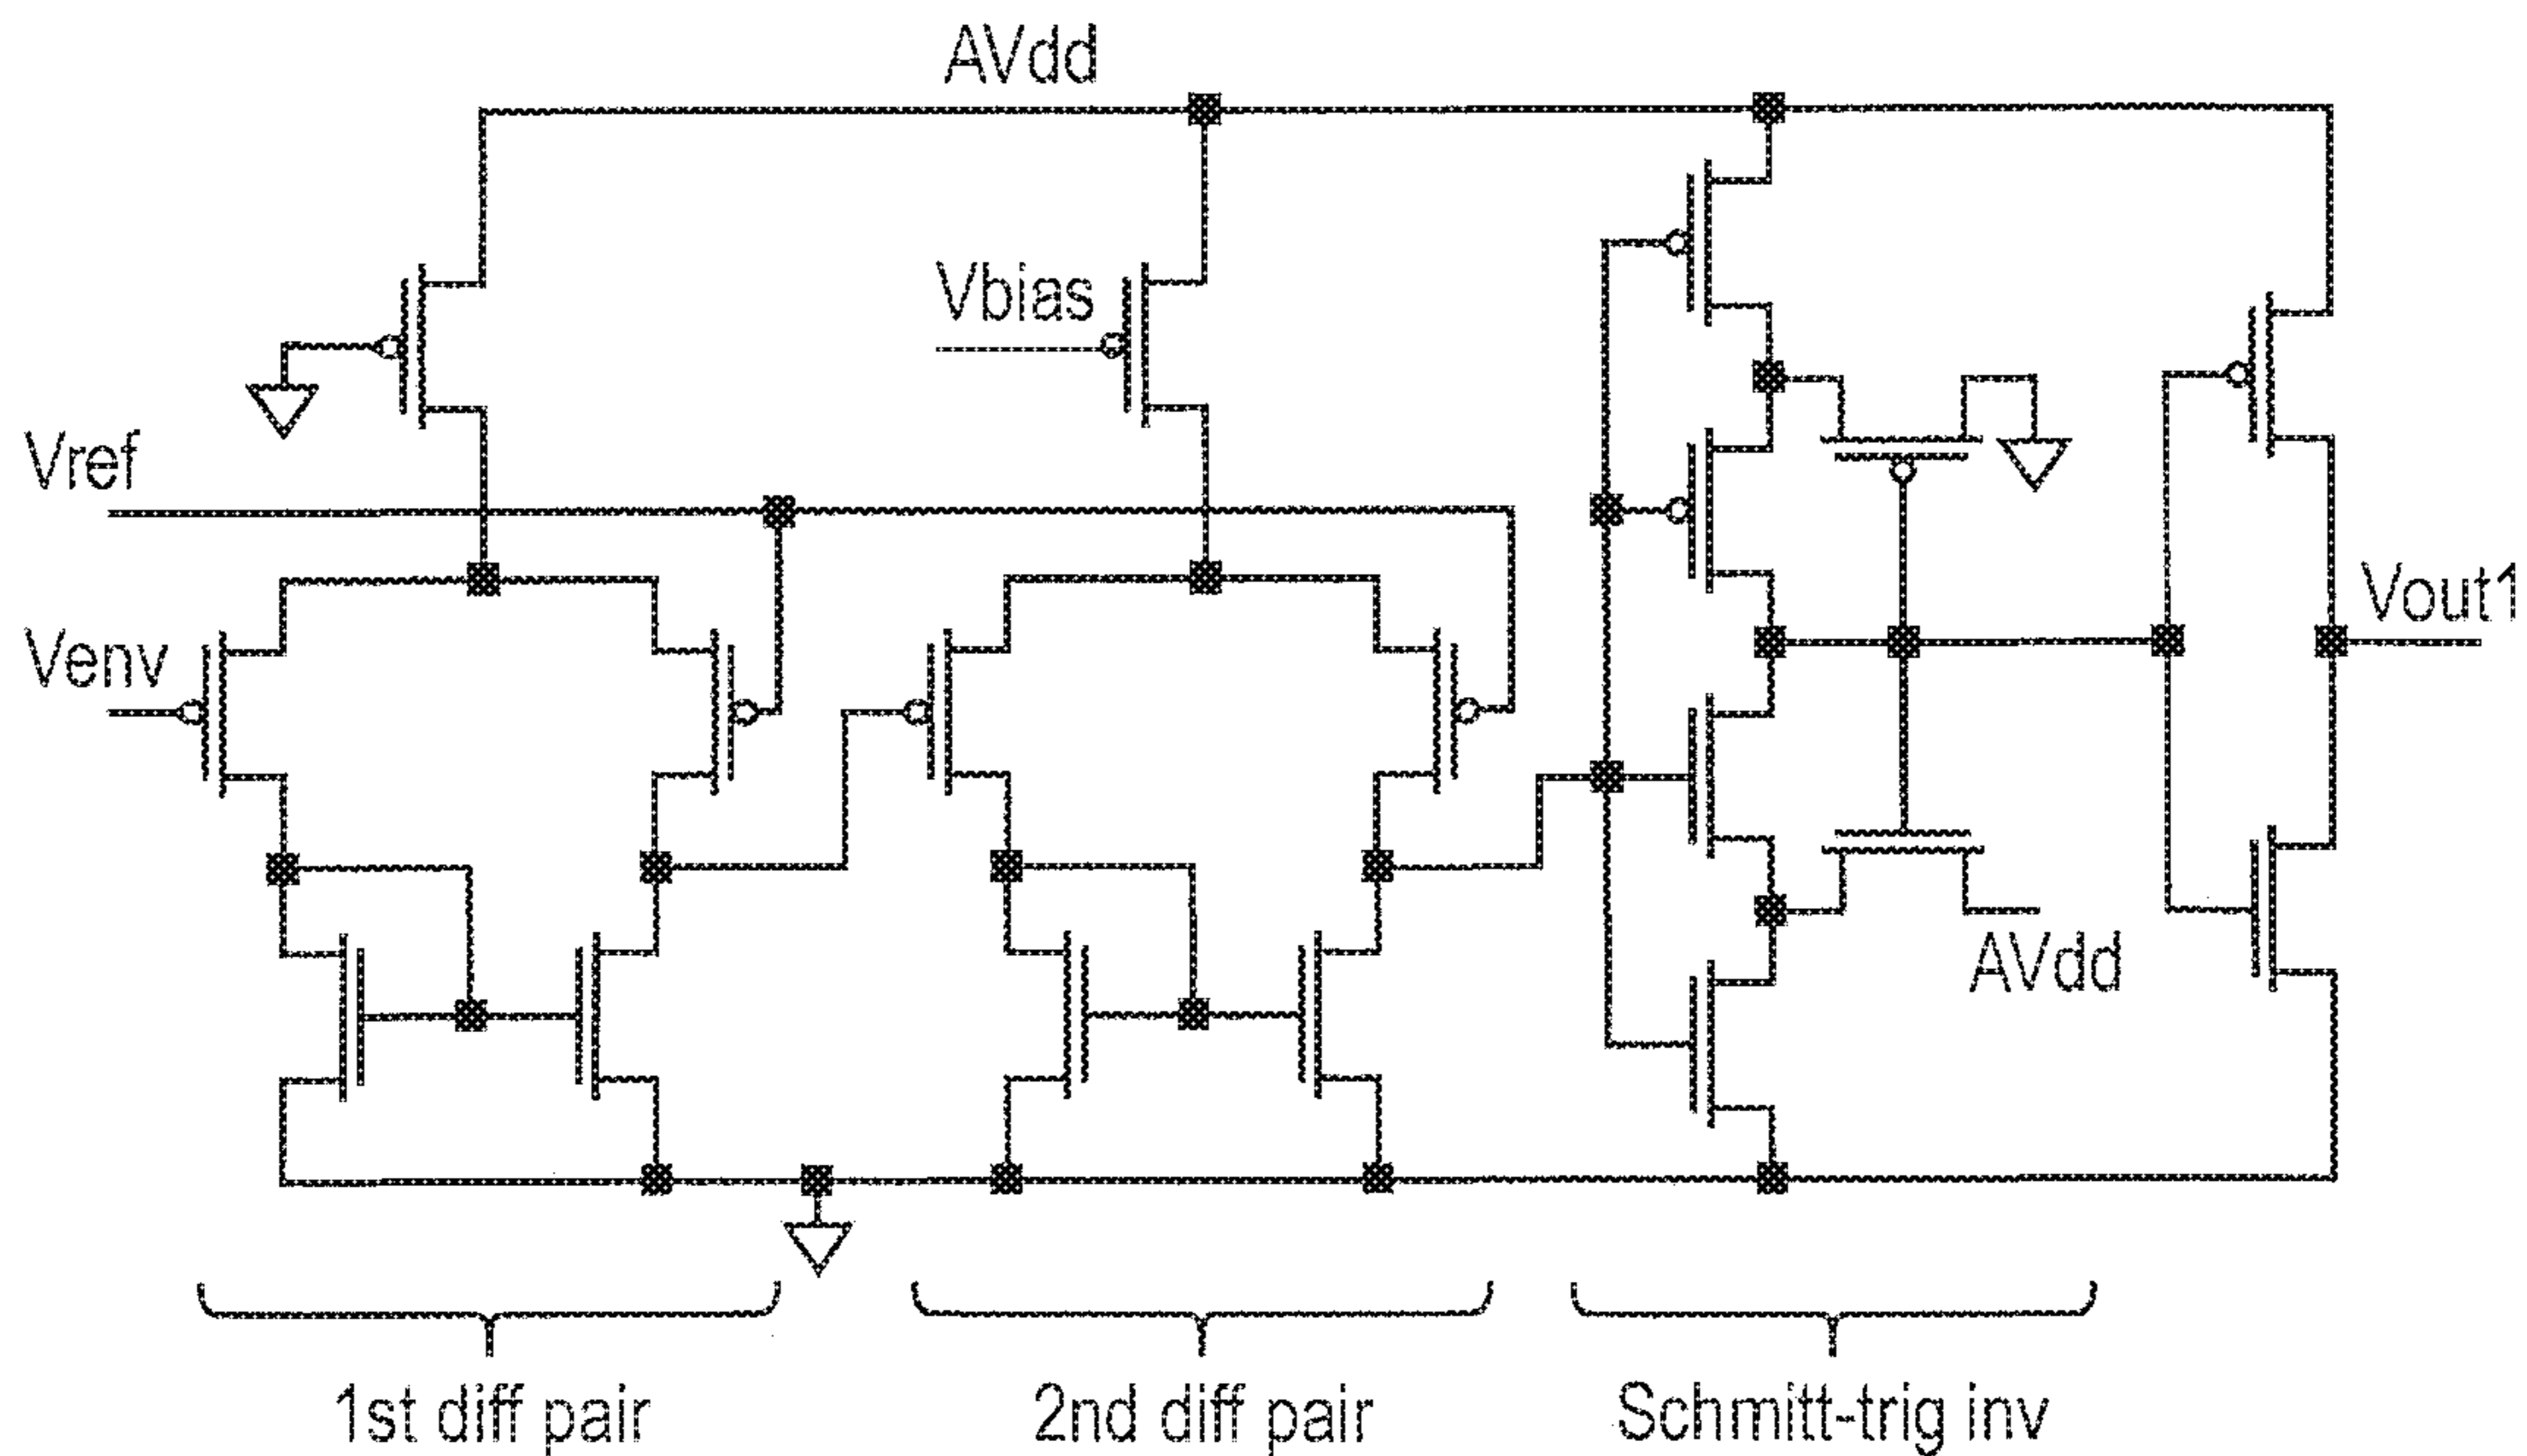 AVdd
Vbias
Vref
Venv
Vout1
AVdd
1st diff pair
2nd diff pair
Schmitt-trig inv